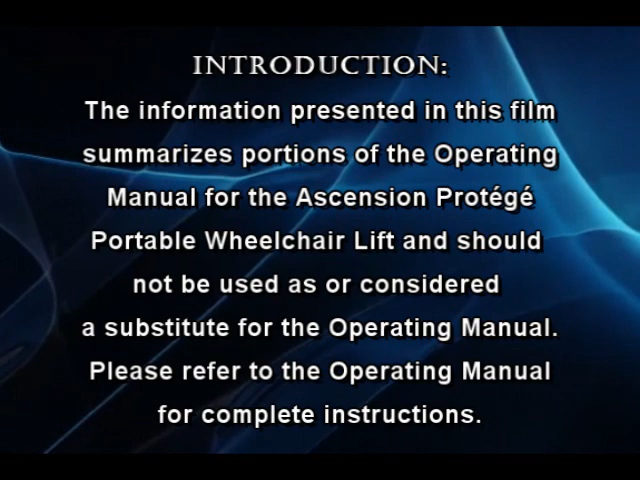 INTRODUCTION:
The information presented in this film
summarizes portions of the Operating
Manual for the Ascension Protégé
Portable Wheelchair Lift and should
not be used as or considered
a substitute for the Operating Manual.
Please refer to the Operating Manual
for complete instructions.